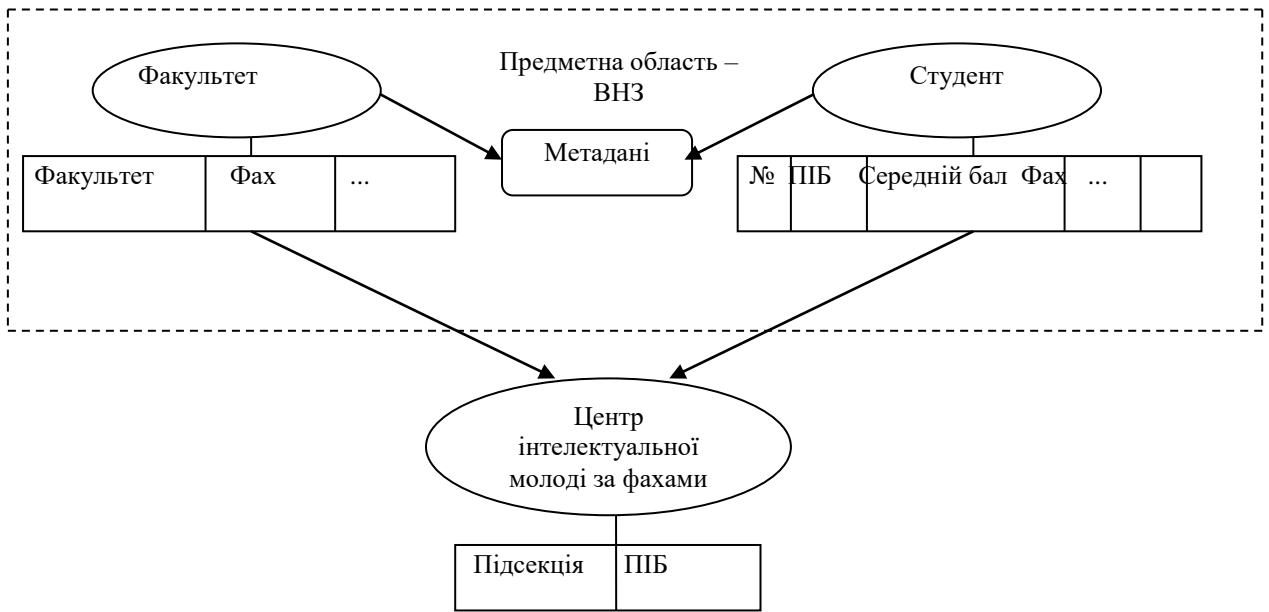 Факультет
Предметна область –
ВНЗ
Студент
Метадані
Факультет Фах ...
№ ПІБ Середній бал Фах ...
Центр
інтелектуальної
молоді за фахами
Підсекція ПІБ